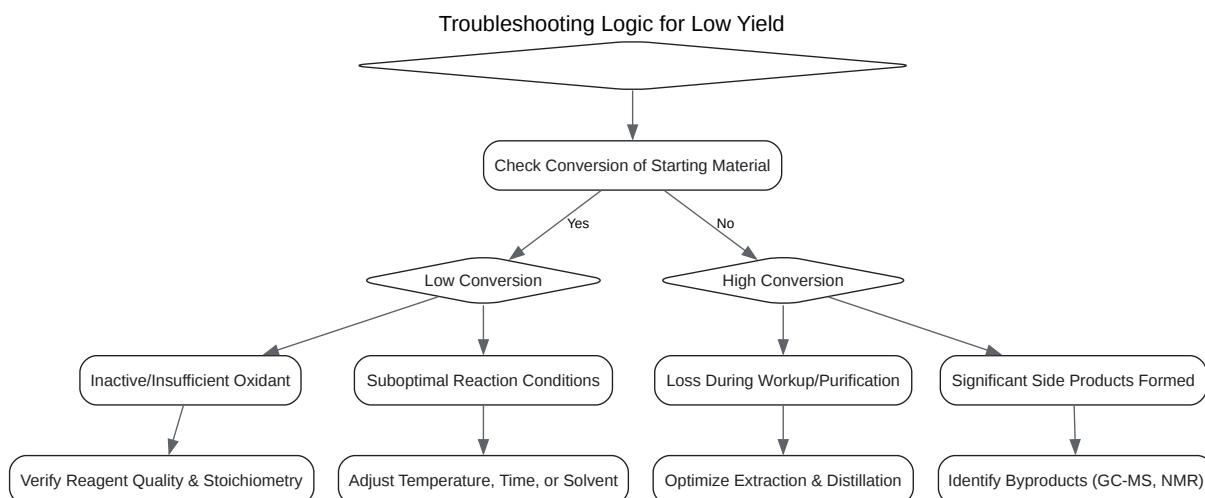 Troubleshooting Logic for Low Yield
Check Conversion of Starting Material
Yes
No
Low Conversion
High Conversion
Inactive/Insufficient Oxidant
Suboptimal Reaction Conditions
Loss During Workup/Purification
Significant Side Products Formed
Verify Reagent Quality & Stoichiometry
Adjust Temperature, Time, or Solvent
Optimize Extraction & Distillation
Identify Byproducts (GC-MS, NMR)